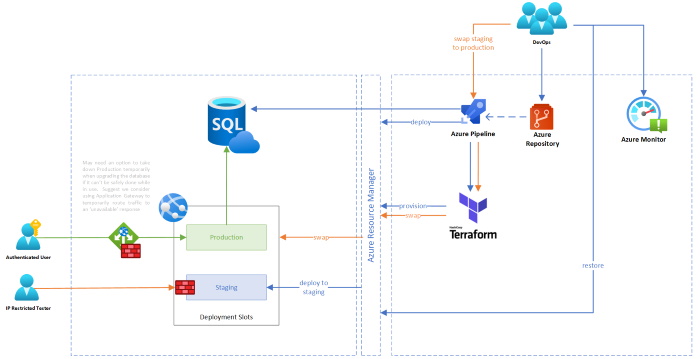 DevOps
swap staging
to production
SQL
deploy
Azure Pipeline
Azure
Repository
Azure Monitor
May need an option to take
down Production temporarily
when upgrading the database
if it can't be safely done while
in use. Suggest we consider
using Application Gateway to
temporarily route traffic to
an 'unavailable' response
Azure Resource Manager
provision
swap
HashiCorp
Terraform
Authenticated User
Production
swap
restore
IP Restricted Tester
Staging
deploy to
staging
Deployment Slots